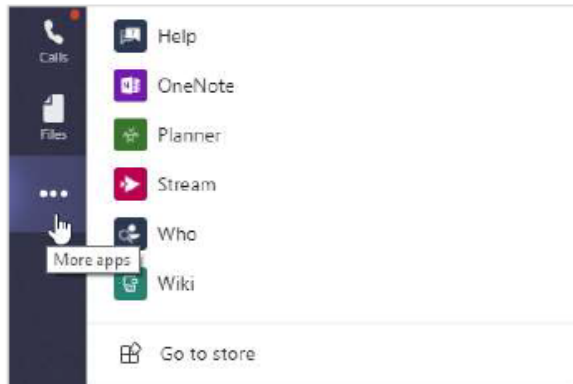 Calls
Files
More apps
Help
OneNote
Planner
Stream
Who
Wiki
Go to store